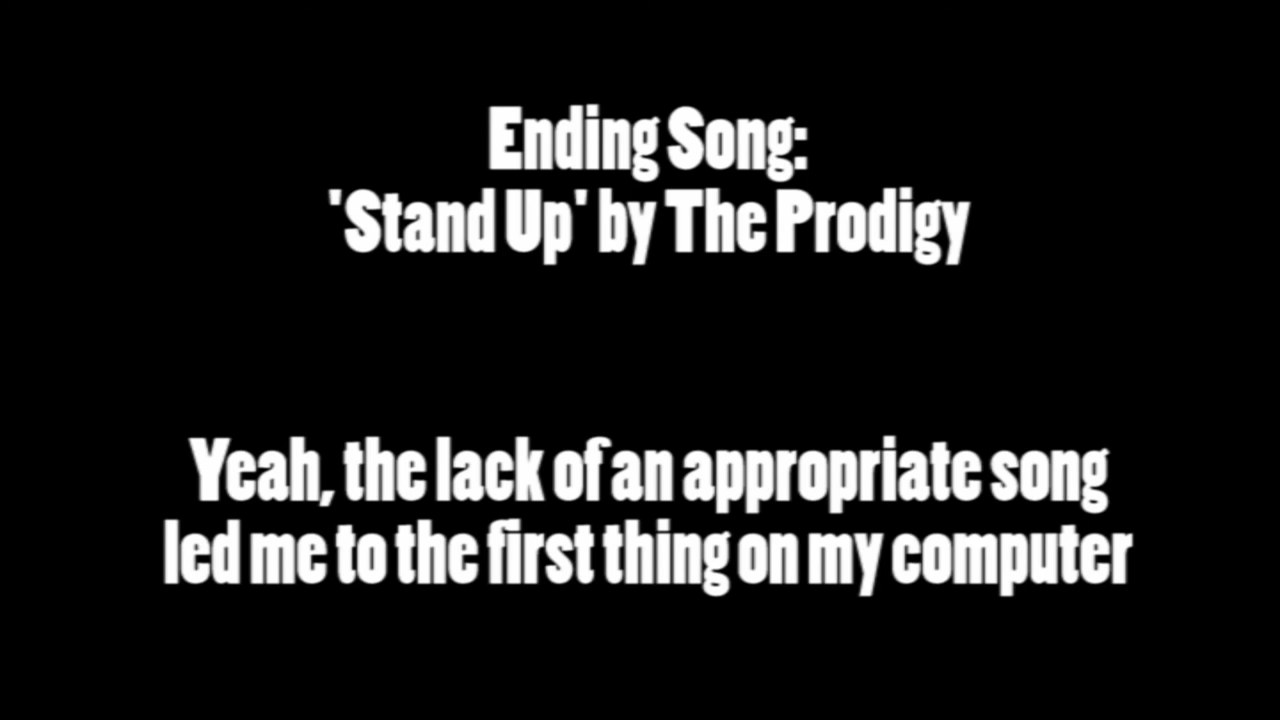 Ending Song:
'Stand Up' by The Prodigy
Yeah, the lack of an appropriate song
led me to the first thing on my computer